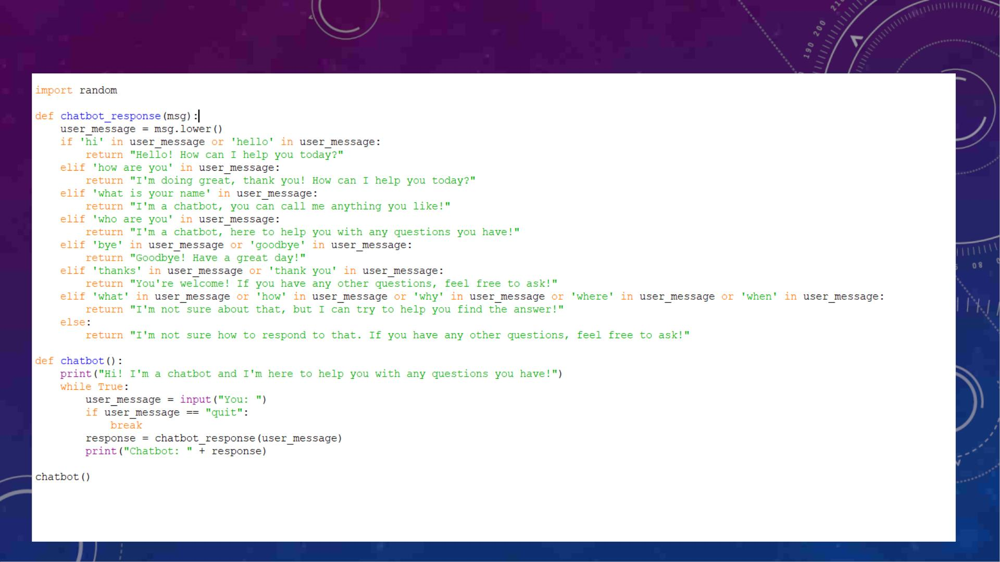 import random
def chatbot_response(msg):
    user_message = msg.lower()
    if 'hi' in user_message or 'hello' in user_message:
        return "Hello! How can I help you today?"
    elif 'how are you' in user_message:
        return "I'm doing great, thank you! How can I help you today?"
    elif 'what is your name' in user_message:
        return "I'm a chatbot, you can call me anything you like!"
    elif 'who are you' in user_message:
        return "I'm a chatbot, here to help you with any questions you have!"
    elif 'bye' in user_message or 'goodbye' in user_message:
        return "Goodbye! Have a great day!"
    elif 'thanks' in user_message or 'thank you' in user_message:
        return "You're welcome! If you have any other questions, feel free to ask!"
    elif 'what' in user_message or 'how' in user_message or 'why' in user_message or 'where' in user_message or 'when' in user_message:
        return "I'm not sure about that, but I can try to help you find the answer!"
    else:
        return "I'm not sure how to respond to that. If you have any other questions, feel free to ask!"
def chatbot():
    print("Hi! I'm a chatbot and I'm here to help you with any questions you have!")
    while True:
        user_message = input("You: ")
        if user_message == "quit":
            break
        response = chatbot_response(user_message)
        print("Chatbot: " + response)
chatbot()
210
200
190
80